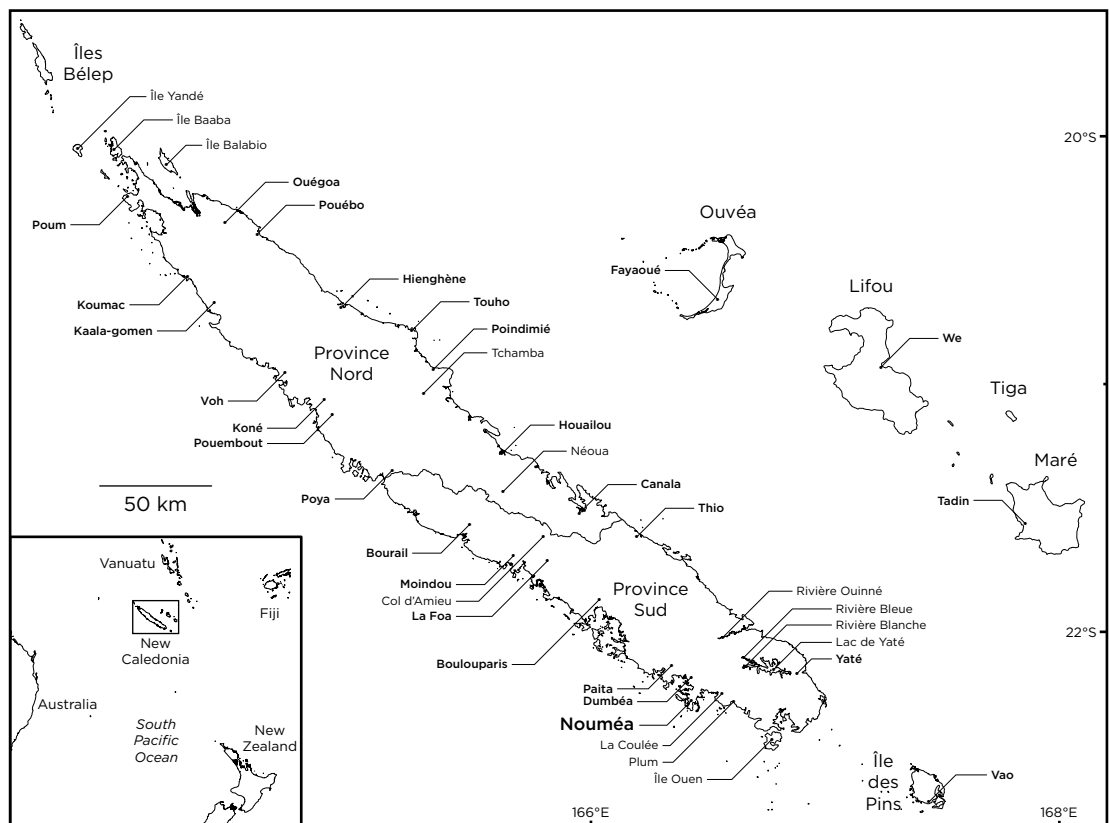 Îles
Bélep
Île Yandé
Île Baaba
20°S
Île Balabio
Ouégoa
Pouébo
Ouvéa
Poum
Fayaoué
Hienghène
Lifou
Koumac
Touho
Kaala-gomen
Poindimié
We
Province
Nord
Tchamba
Tiga
Voh
Koné
Houailou
Pouembout
Néoua
Maré
Canala
50 km
Poya
Tadin
Thio
Bourail
Vanuatu
Moindou
Province
Sud
Rivière Ouinné
Col d'Amieu
Rivière Bleue
Fiji
La Foa
Rivière Blanche
22°S
New
Caledonia
Lac de Yaté
Boulouparis
Yaté
Paita
Dumbéa
Australia
Nouméa
South
Pacific
Ocean
New
Zealand
La Coulée
Plum
Île
des
Pins
Île Ouen
Vao
166°E
168°E